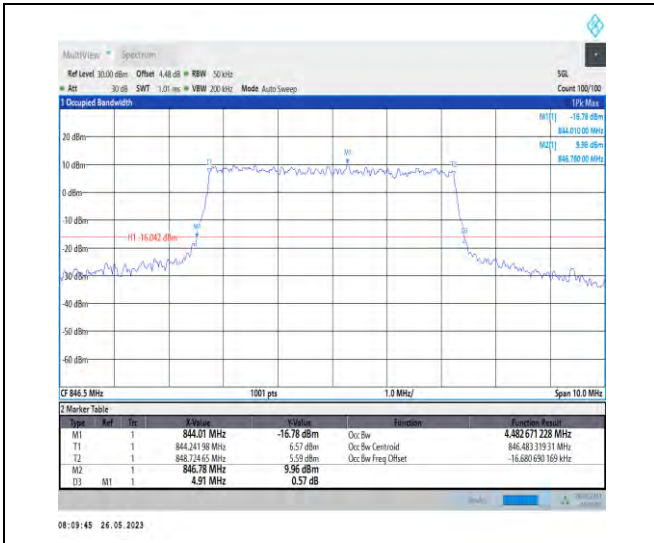 MultiView Spectrum
Ref Level 30.00 dBm Offset 4.48 dB RBW 50 kHz SGL
Att 30 dB SWT 1.01 ms VBW 200 kHz Mode Auto Sweep Count 100/100
1 Occupied Bandwidth 1Pk Max
M1[1] -16.78 dBm
844.010 00 MHz
M2[1] 9.96 dBm
846.780 00 MHz
20 dBm
10 dBm
0 dBm
-10 dBm
H1 -16.042 dBm
-20 dBm
-30 dBm
-40 dBm
-50 dBm
-60 dBm
T1
T2
CF 846.5 MHz 1001 pts 1.0 MHz/ Span 10.0 MHz
2 Marker Table
Type Ref Trc X-Value Y-Value Function Function Result
M1 1 844.01 MHz -16.78 dBm Occ Bw 4.482 671 228 MHz
T1 1 844.241 98 MHz 6.57 dBm Occ Bw Centroid 846.483 319 31 MHz
T2 1 848.724 65 MHz 5.59 dBm Occ Bw Freq Offset -16.680 690 169 kHz
M2 1 846.78 MHz 9.96 dBm
D3 M1 1 4.91 MHz 0.57 dB
08:09:45 26.05.2023